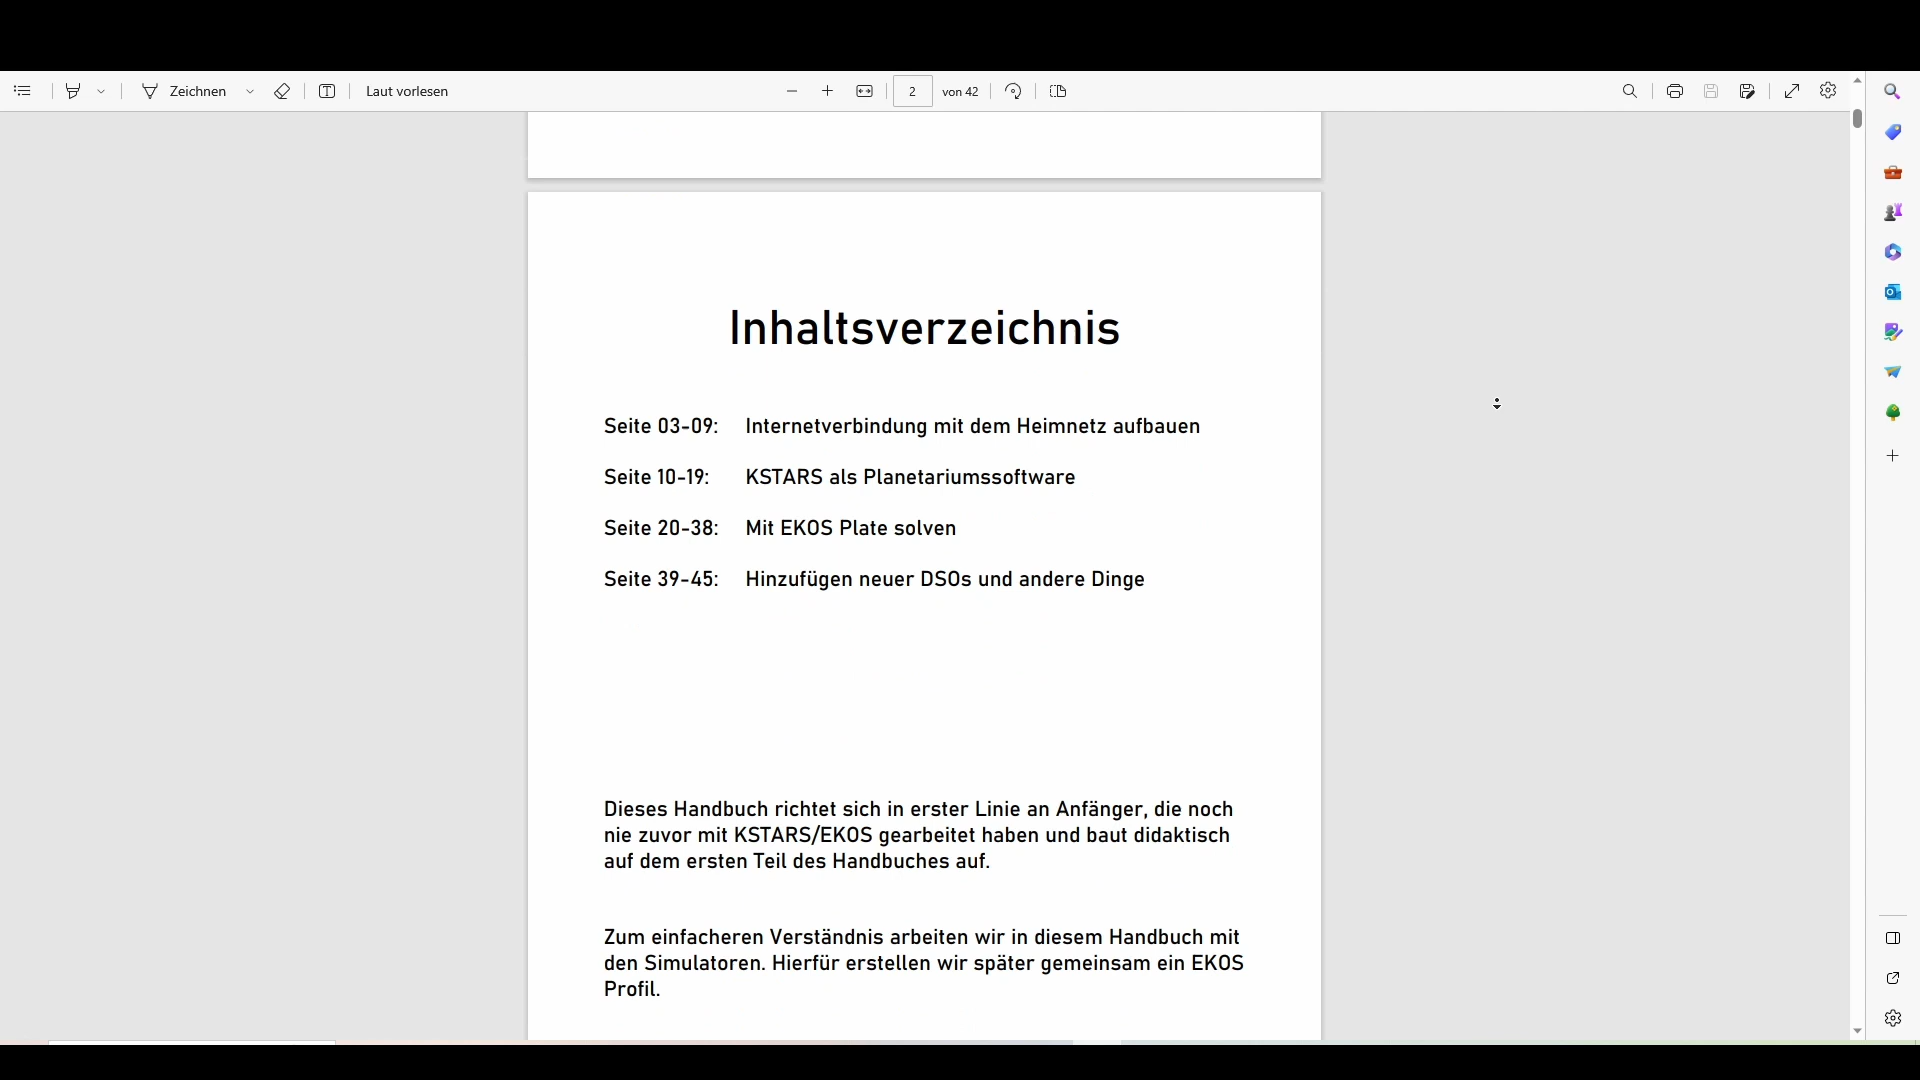 Zeichnen
Laut vorlesen
2
von 42
Inhaltsverzeichnis
Seite 03-09: Internetverbindung mit dem Heimnetz aufbauen
Seite 10-19: KSTARS als Planetariumssoftware
Seite 20-38: Mit EKOS Plate solven
Seite 39-45: Hinzufügen neuer DSOs und andere Dinge
Dieses Handbuch richtet sich in erster Linie an Anfänger, die noch
nie zuvor mit KSTARS/EKOS gearbeitet haben und baut didaktisch
auf dem ersten Teil des Handbuches auf.
Zum einfacheren Verständnis arbeiten wir in diesem Handbuch mit
den Simulatoren. Hierfür erstellen wir später gemeinsam ein EKOS
Profil.